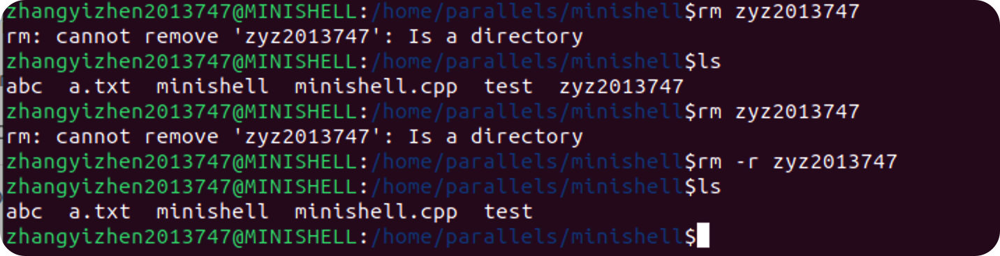 zhangyizhen2013747@MINISHELL:/home/parallels/minishell$rm zyz2013747
rm: cannot remove 'zyz2013747': Is a directory
zhangyizhen2013747@MINISHELL:/home/parallels/minishell$ls
abc  a.txt  minishell  minishell.cpp  test  zyz2013747
zhangyizhen2013747@MINISHELL:/home/parallels/minishell$rm zyz2013747
rm: cannot remove 'zyz2013747': Is a directory
zhangyizhen2013747@MINISHELL:/home/parallels/minishell$rm -r zyz2013747
zhangyizhen2013747@MINISHELL:/home/parallels/minishell$ls
abc  a.txt  minishell  minishell.cpp  test
zhangyizhen2013747@MINISHELL:/home/parallels/minishell$